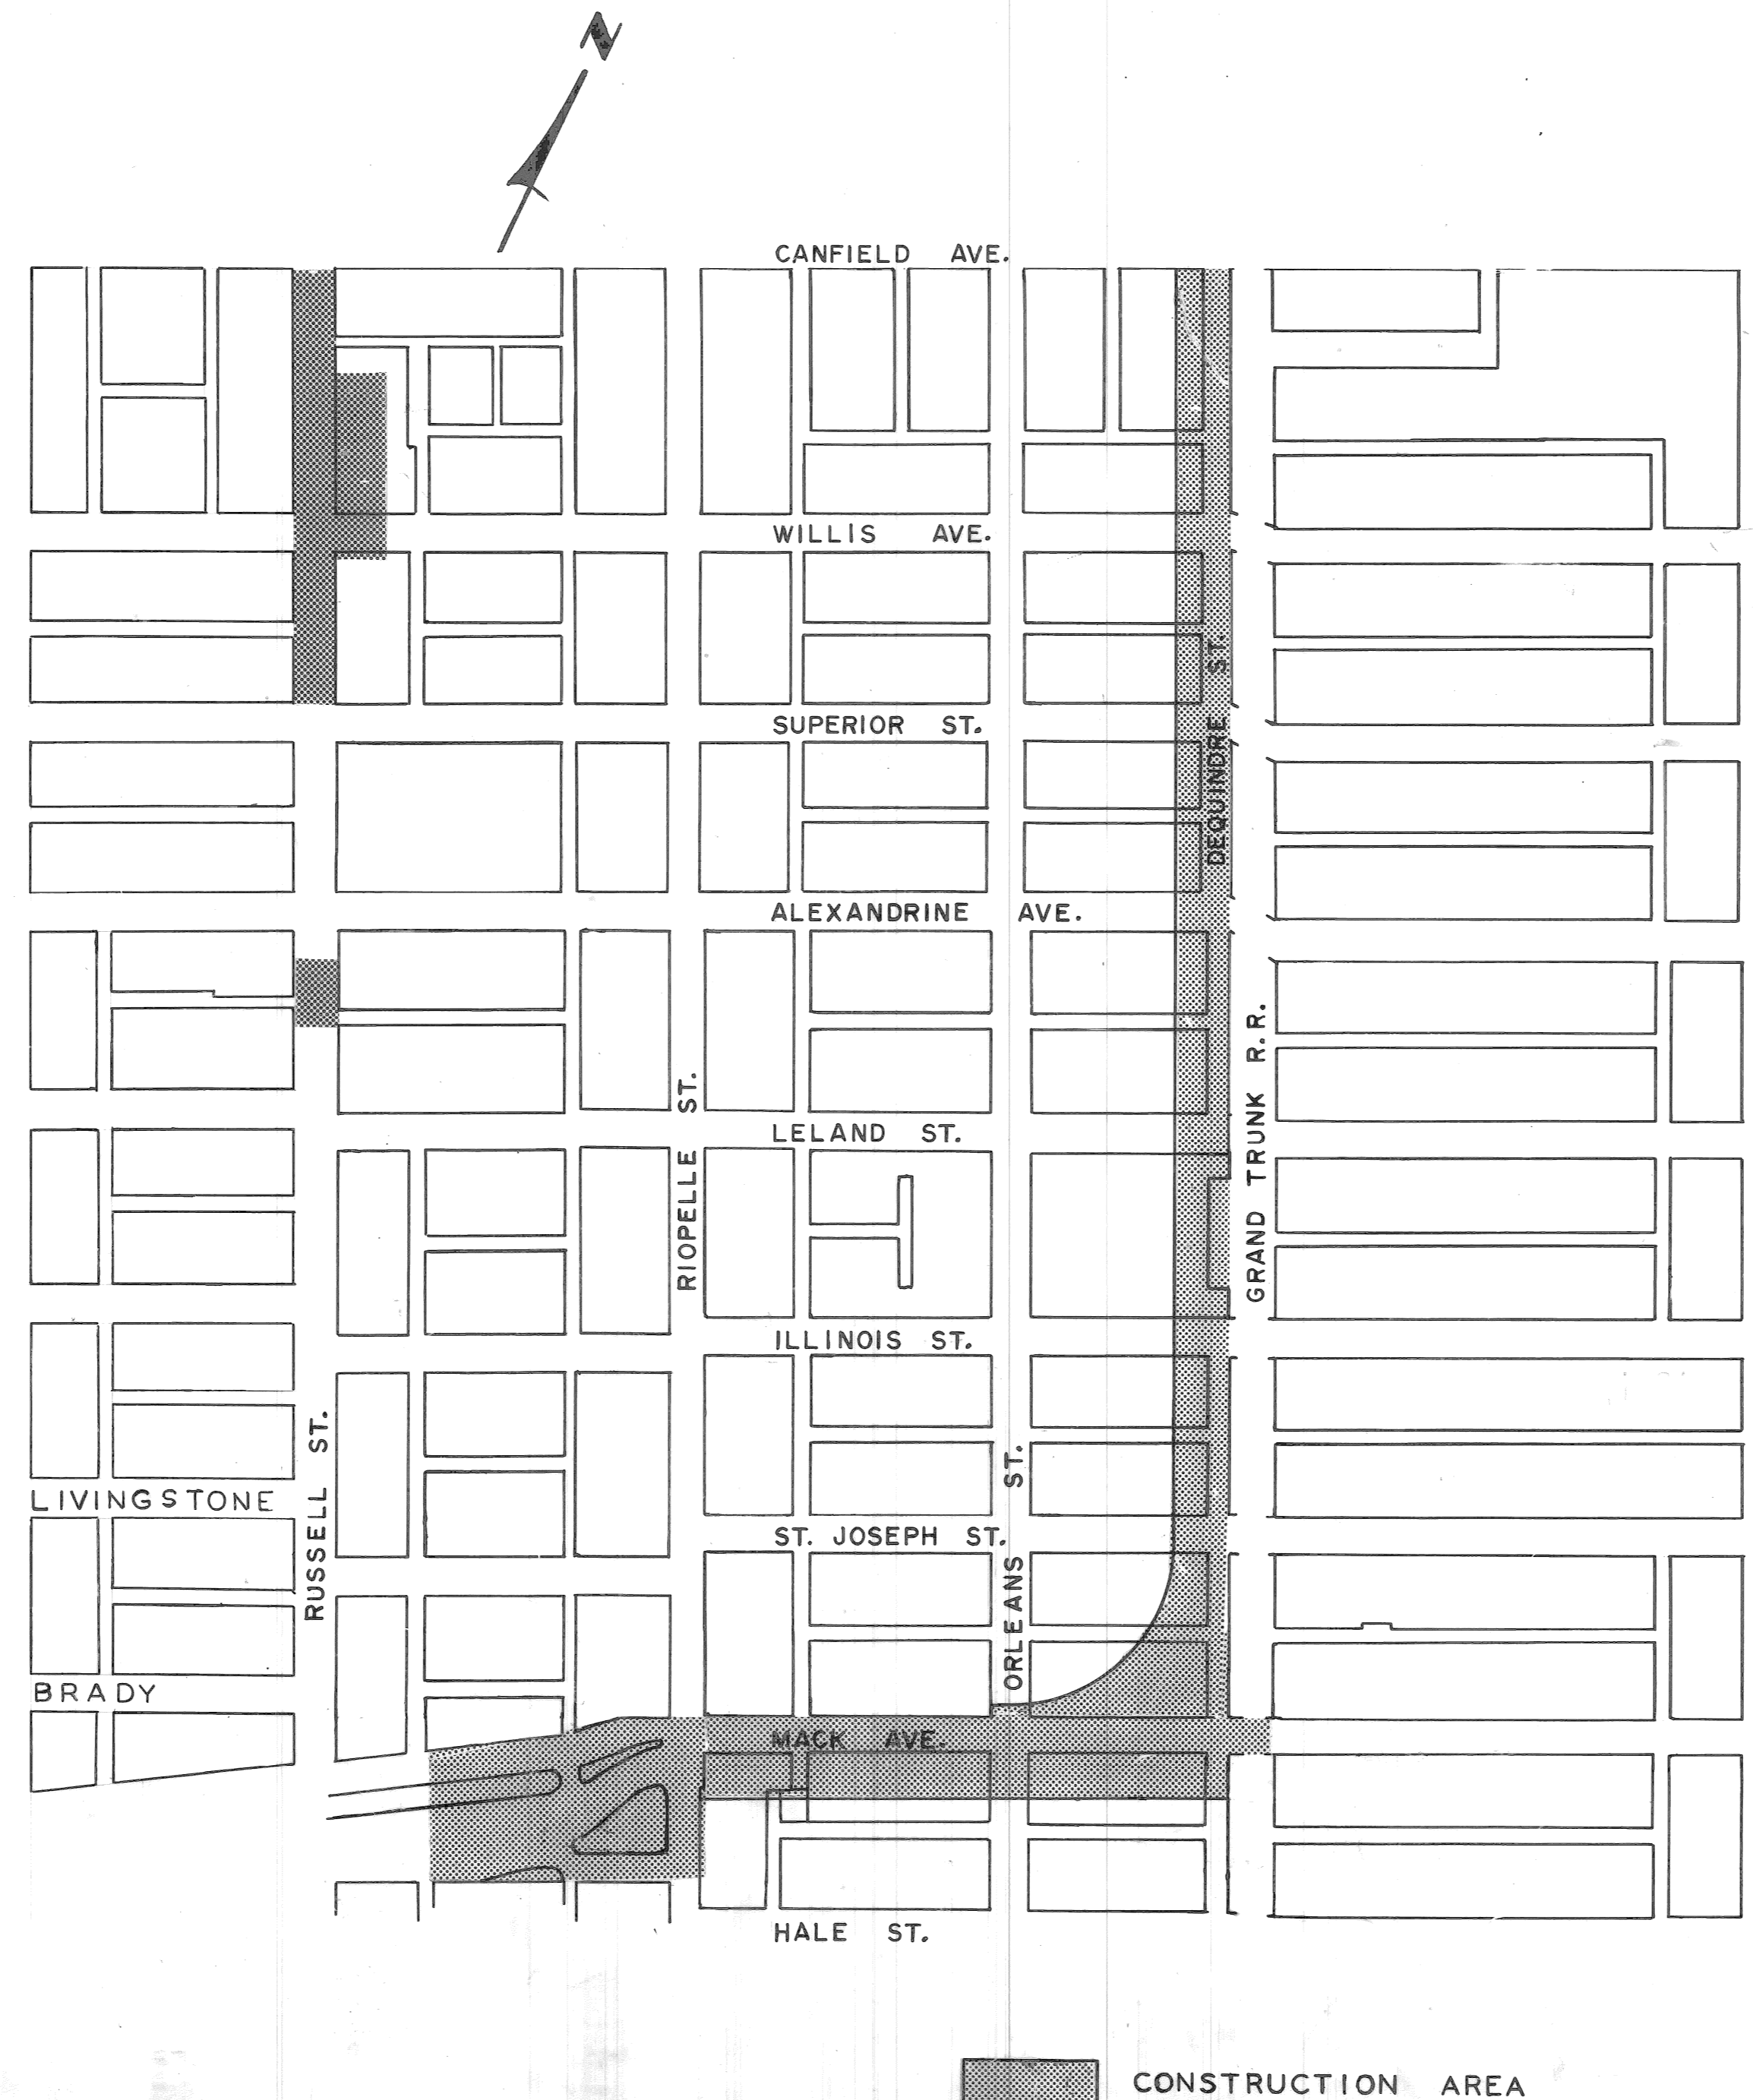 N
CANFIELD AVE.
WILLIS AVE.
SUPERIOR ST.
DEQUINDRE ST.
ALEXANDRINE AVE.
GRAND TRUNK R.R.
RIOPELLE ST.
LELAND ST.
ILLINOIS ST.
RUSSELL ST.
LIVINGSTONE
ORLEANS ST.
ST. JOSEPH ST.
BRADY
MACK AVE.
HALE ST.
CONSTRUCTION AREA